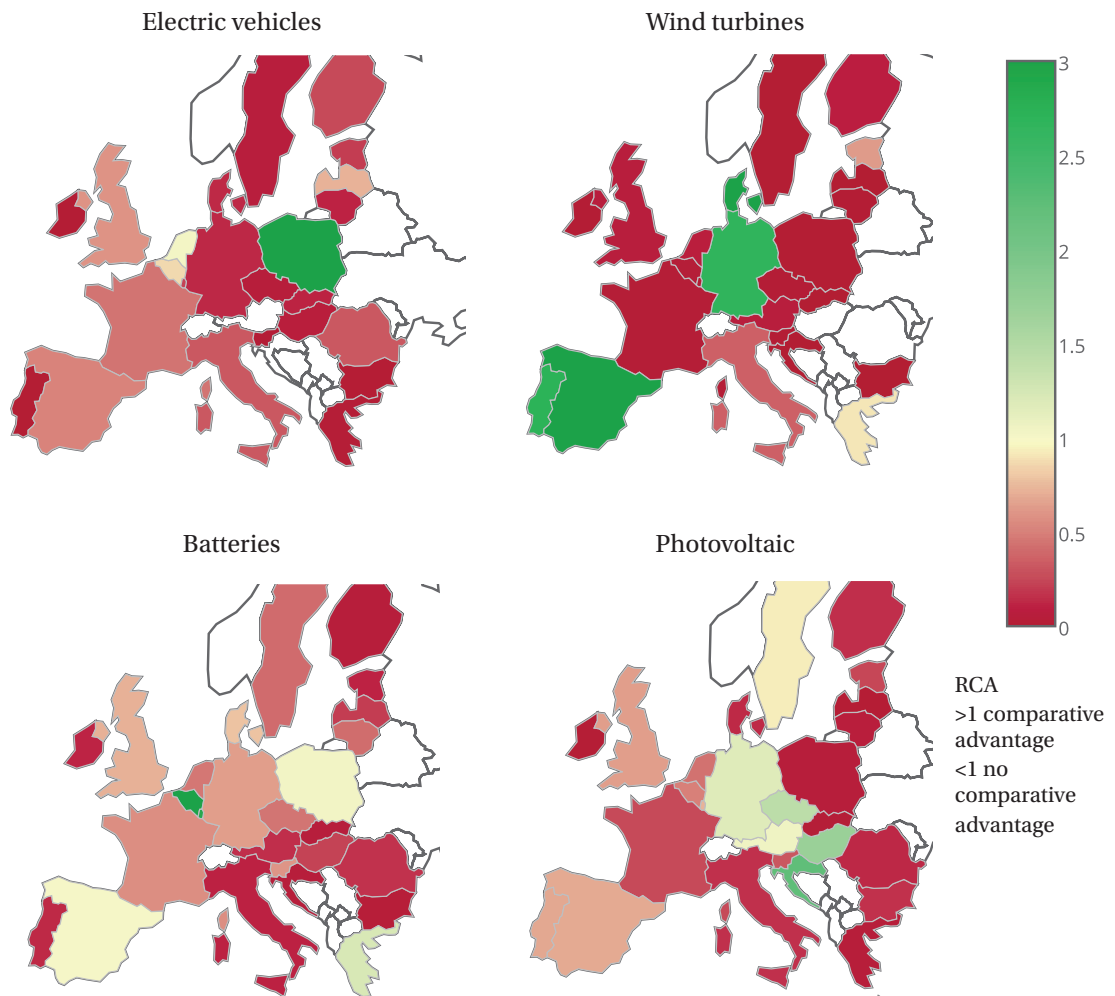 Electric vehicles
Wind turbines
3
2.5
2
1.5
1
0.5
0
Batteries
Photovoltaic
RCA
>1 comparative
advantage
<1 no
comparative
advantage